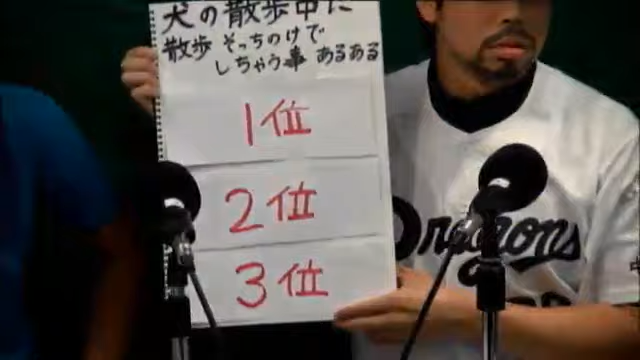 犬の散歩中に
散歩 そっちのけで
しちゃう事 あるある
1位
2位
3位
Dragons